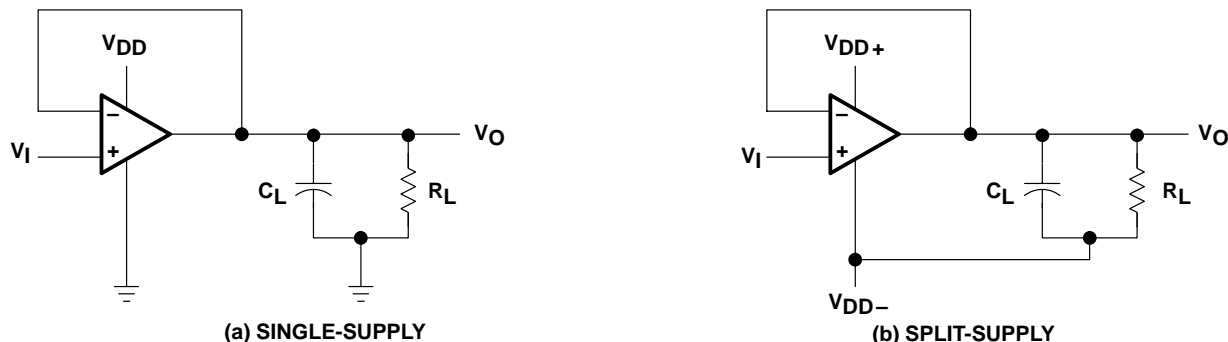 VDD
−
VI
+
VO
CL
RL
(a) SINGLE-SUPPLY
VDD+
−
VI
+
VO
CL
RL
VDD−
(b) SPLIT-SUPPLY